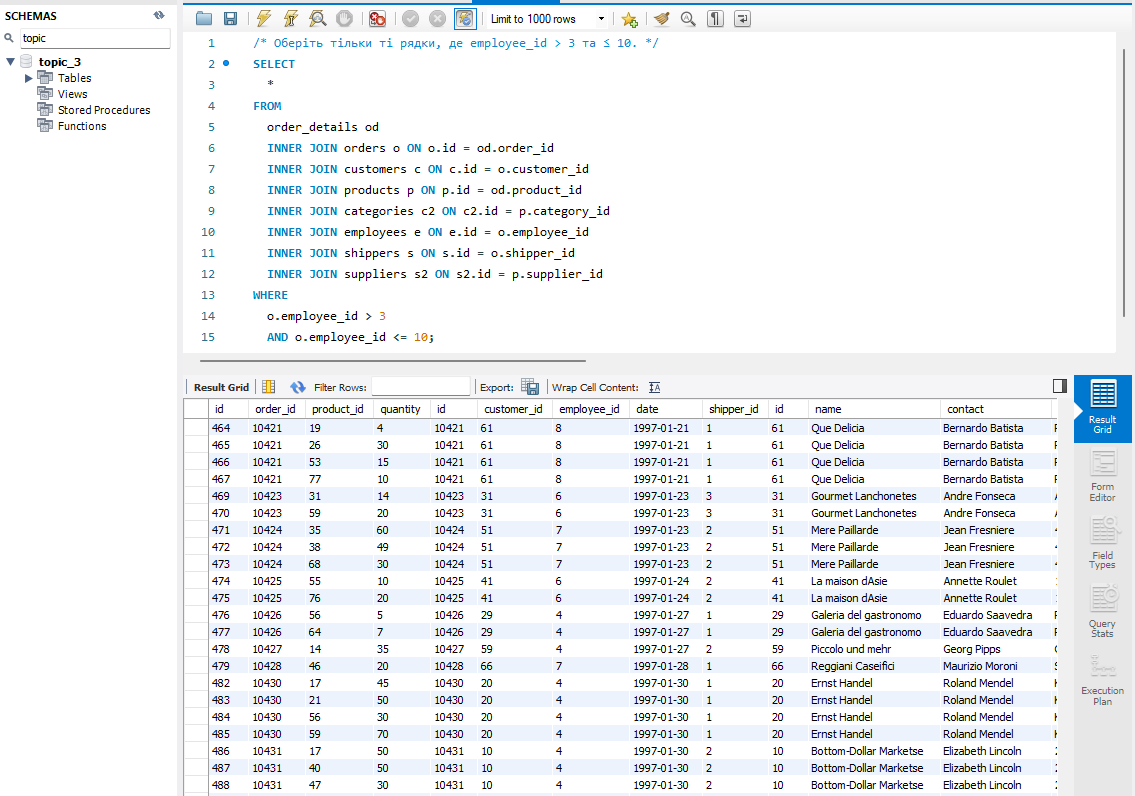 SCHEMAS
topic
topic_3
Tables
Views
Stored Procedures
Functions
Limit to 1000 rows
1 /* Оберіть тільки ті рядки, де employee_id > 3 та ≤ 10. */
2 SELECT
3 *
4 FROM
5 order_details od
6 INNER JOIN orders o ON o.id = od.order_id
7 INNER JOIN customers c ON c.id = o.customer_id
8 INNER JOIN products p ON p.id = od.product_id
9 INNER JOIN categories c2 ON c2.id = p.category_id
10 INNER JOIN employees e ON e.id = o.employee_id
11 INNER JOIN shippers s ON s.id = o.shipper_id
12 INNER JOIN suppliers s2 ON s2.id = p.supplier_id
13 WHERE
14 o.employee_id > 3
15 AND o.employee_id <= 10;
Result Grid Filter Rows: Export: Wrap Cell Content:
id order_id product_id quantity id customer_id employee_id date shipper_id id name contact
464 10421 19 4 10421 61 8 1997-01-21 1 61 Que Delicia Bernardo Batista
465 10421 26 30 10421 61 8 1997-01-21 1 61 Que Delicia Bernardo Batista
466 10421 53 15 10421 61 8 1997-01-21 1 61 Que Delicia Bernardo Batista
467 10421 77 10 10421 61 8 1997-01-21 1 61 Que Delicia Bernardo Batista
469 10423 31 14 10423 31 6 1997-01-23 3 31 Gourmet Lanchonetes Andre Fonseca
470 10423 59 20 10423 31 6 1997-01-23 3 31 Gourmet Lanchonetes Andre Fonseca
471 10424 35 60 10424 51 7 1997-01-23 2 51 Mere Paillarde Jean Fresniere
472 10424 38 49 10424 51 7 1997-01-23 2 51 Mere Paillarde Jean Fresniere
473 10424 68 30 10424 51 7 1997-01-23 2 51 Mere Paillarde Jean Fresniere
474 10425 55 10 10425 41 6 1997-01-24 2 41 La maison dAsie Annette Roulet
475 10425 76 20 10425 41 6 1997-01-24 2 41 La maison dAsie Annette Roulet
476 10426 56 5 10426 29 4 1997-01-27 1 29 Galeria del gastronomo Eduardo Saavedra
477 10426 64 7 10426 29 4 1997-01-27 1 29 Galeria del gastronomo Eduardo Saavedra
478 10427 14 35 10427 59 4 1997-01-27 2 59 Piccolo und mehr Georg Pipps
479 10428 46 20 10428 66 7 1997-01-28 1 66 Reggiani Caseifici Maurizio Moroni
482 10430 17 45 10430 20 4 1997-01-30 1 20 Ernst Handel Roland Mendel
483 10430 21 50 10430 20 4 1997-01-30 1 20 Ernst Handel Roland Mendel
484 10430 56 30 10430 20 4 1997-01-30 1 20 Ernst Handel Roland Mendel
485 10430 59 70 10430 20 4 1997-01-30 1 20 Ernst Handel Roland Mendel
486 10431 17 50 10431 10 4 1997-01-30 2 10 Bottom-Dollar Marketse Elizabeth Lincoln
487 10431 40 50 10431 10 4 1997-01-30 2 10 Bottom-Dollar Marketse Elizabeth Lincoln
488 10431 47 30 10431 10 4 1997-01-30 2 10 Bottom-Dollar Marketse Elizabeth Lincoln
Result
Grid
Form
Editor
Field
Types
Query
Stats
Execution
Plan